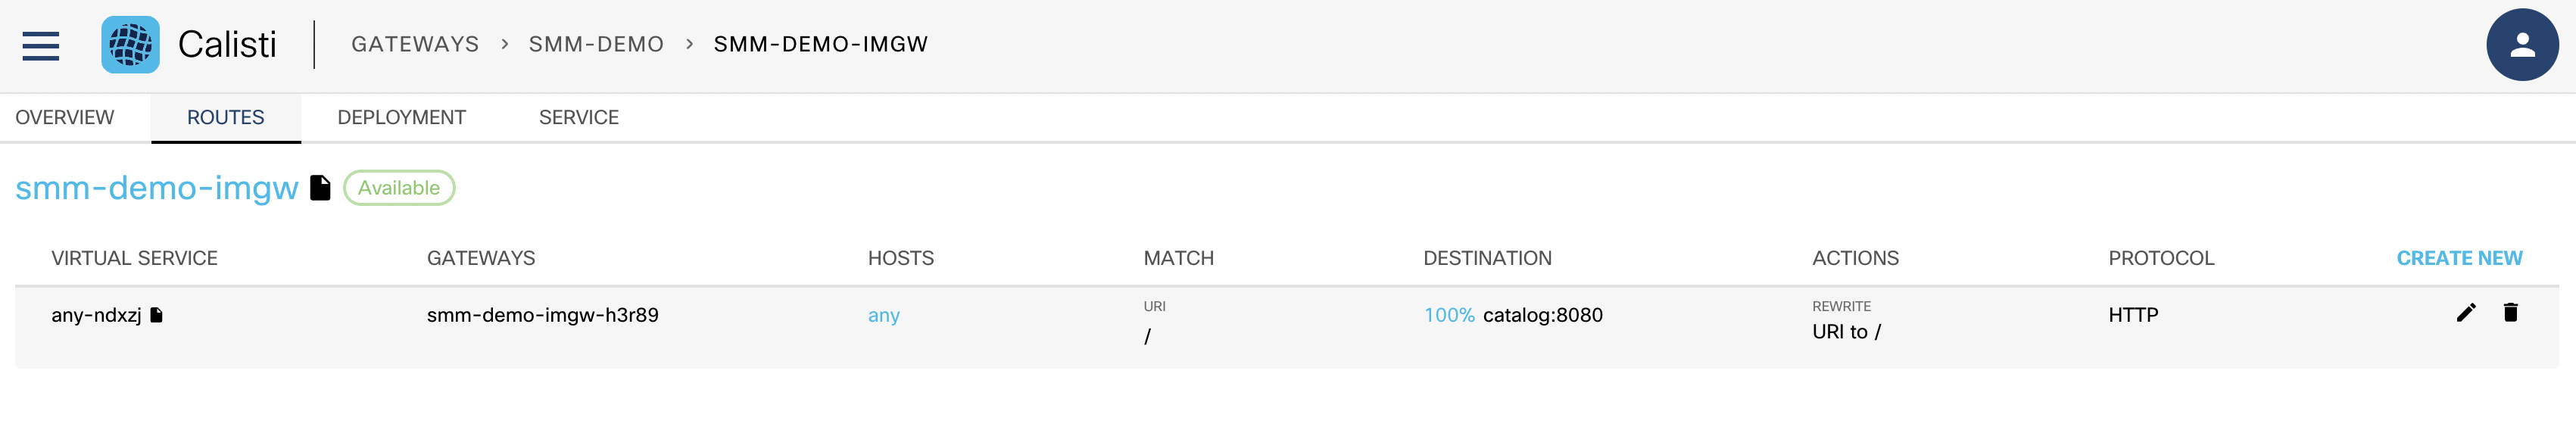 Calisti
GATEWAYS > SMM-DEMO > SMM-DEMO-IMGW
OVERVIEW ROUTES DEPLOYMENT SERVICE
smm-demo-imgw Available
VIRTUAL SERVICE GATEWAYS HOSTS MATCH DESTINATION ACTIONS PROTOCOL CREATE NEW
any-ndxzj smm-demo-imgw-h3r89 any URI / 100% catalog:8080 REWRITE URI to / HTTP